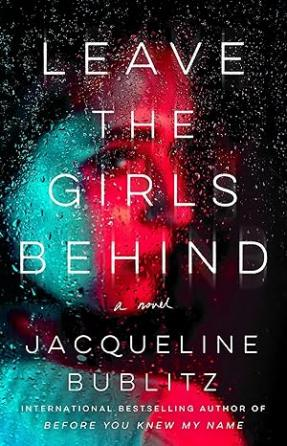 LEAVE
THE
GIRLS
BEHIND
a novel
JACQUELINE
BUBLITZ
INTERNATIONAL BESTSELLING AUTHOR OF
BEFORE YOU KNEW MY NAME